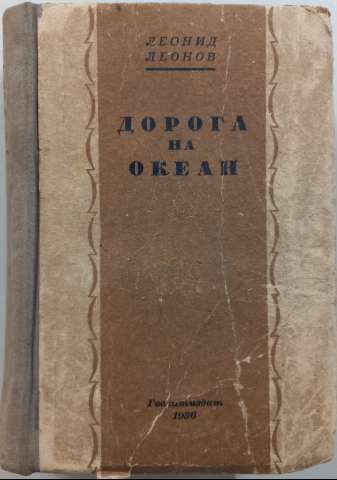 ЛЕОНИД
ЛЕОНОВ
ДОРОГА
НА
ОКЕАН
Гослитиздат
1936